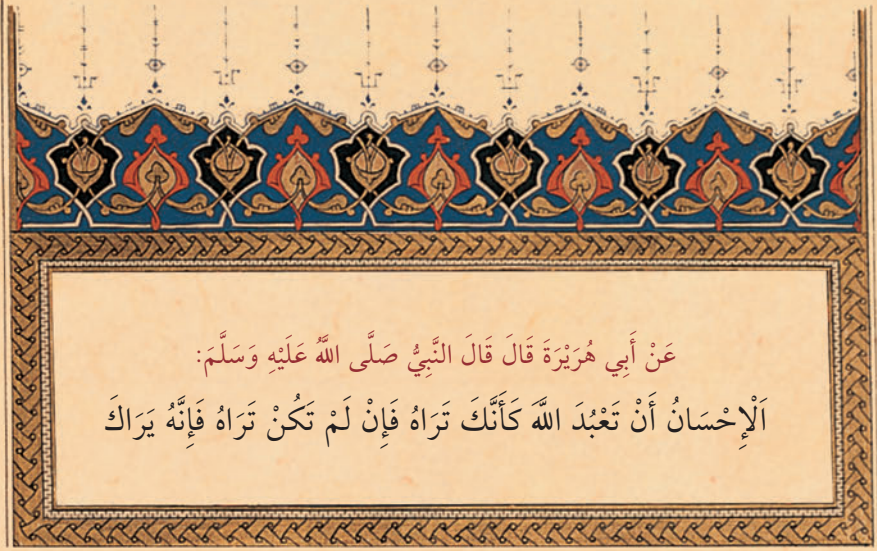 عَنْ أَبِي هُرَيْرَةَ قَالَ قَالَ النَّبِيُّ صَلَّى اللَّهُ عَلَيْهِ وَسَلَّمَ:
اَلْإِحْسَانُ أَنْ تَعْبُدَ اللَّهَ كَأَنَّكَ تَرَاهُ فَإِنْ لَمْ تَكُنْ تَرَاهُ فَإِنَّهُ يَرَاكَ